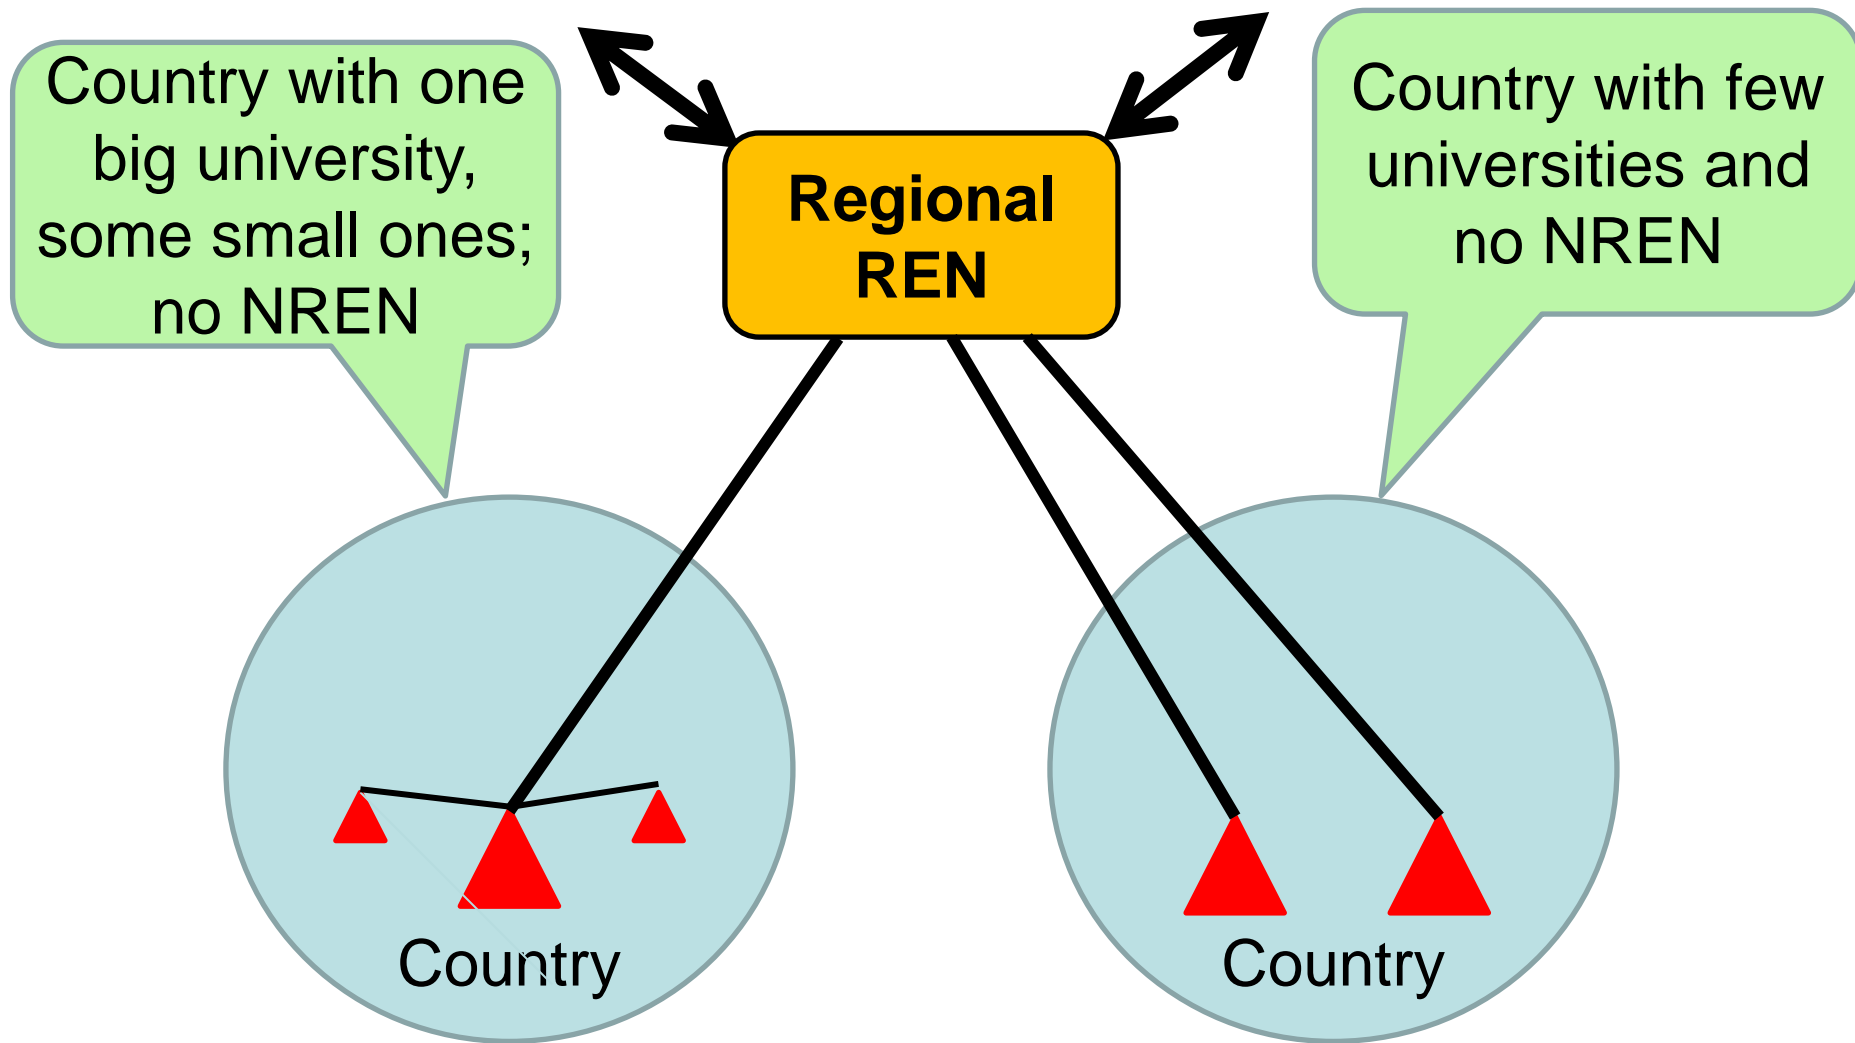 Country with one
big university,
some small ones;
no NREN
Regional
REN
Country with few
universities and
no NREN
Country
Country